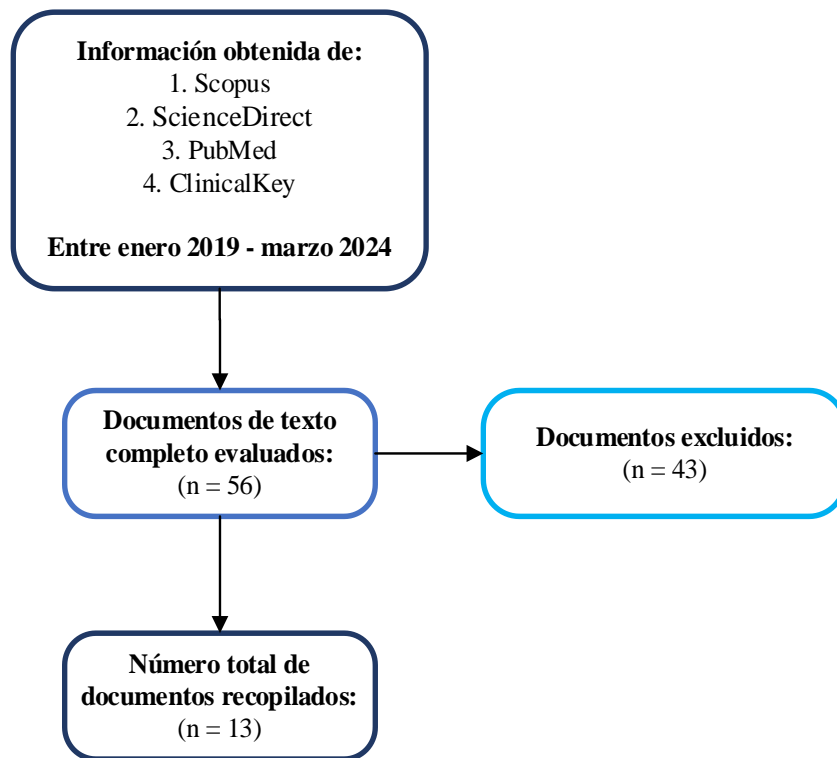 Información obtenida de:
1. Scopus
2. ScienceDirect
3. PubMed
4. ClinicalKey
Entre enero 2019 - marzo 2024
Documentos de texto
completo evaluados:
(n = 56)
Documentos excluidos:
(n = 43)
Número total de
documentos recopilados:
(n = 13)